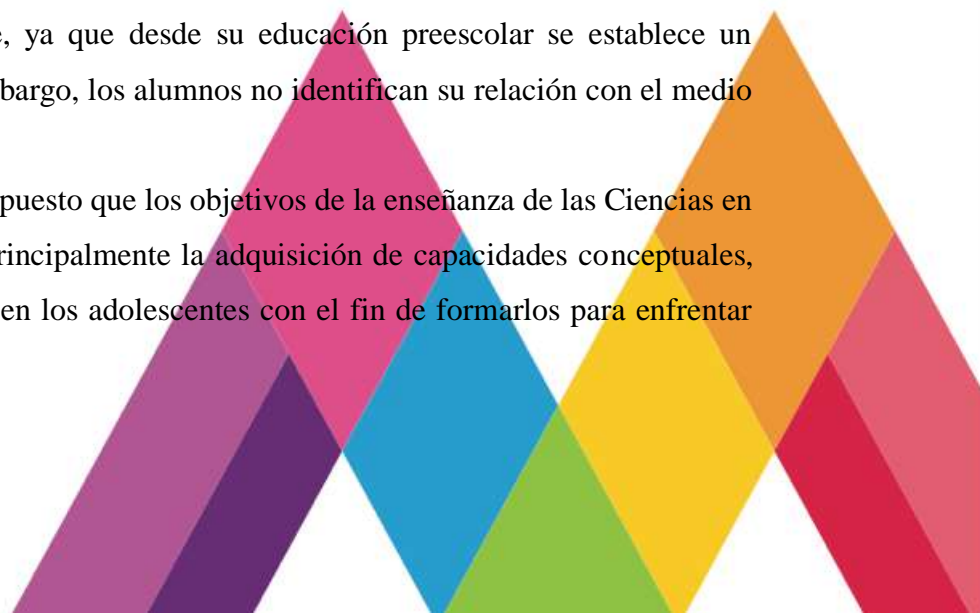 , ya que desde su educación preescolar se establece un
bargo, los alumnos no identifican su relación con el medio
puesto que los objetivos de la enseñanza de las Ciencias en
rincipalmente la adquisición de capacidades conceptuales,
en los adolescentes con el fin de formarlos para enfrentar